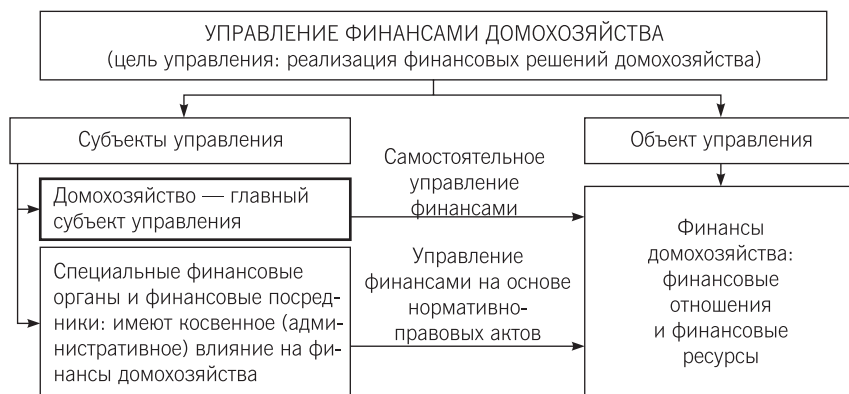 УПРАВЛЕНИЕ ФИНАНСАМИ ДОМОХОЗЯЙСТВА
(цель управления: реализация финансовых решений домохозяйства)
Субъекты управления
Объект управления
Домохозяйство — главный
субъект управления
Самостоятельное
управление
финансами
Специальные финансовые
органы и финансовые посред-
ники: имеют косвенное (адми-
нистративное) влияние на фи-
нансы домохозяйства
Управление
финансами на основе
нормативно-
правовых актов
Финансы
домохозяйства:
финансовые
отношения
и финансовые
ресурсы